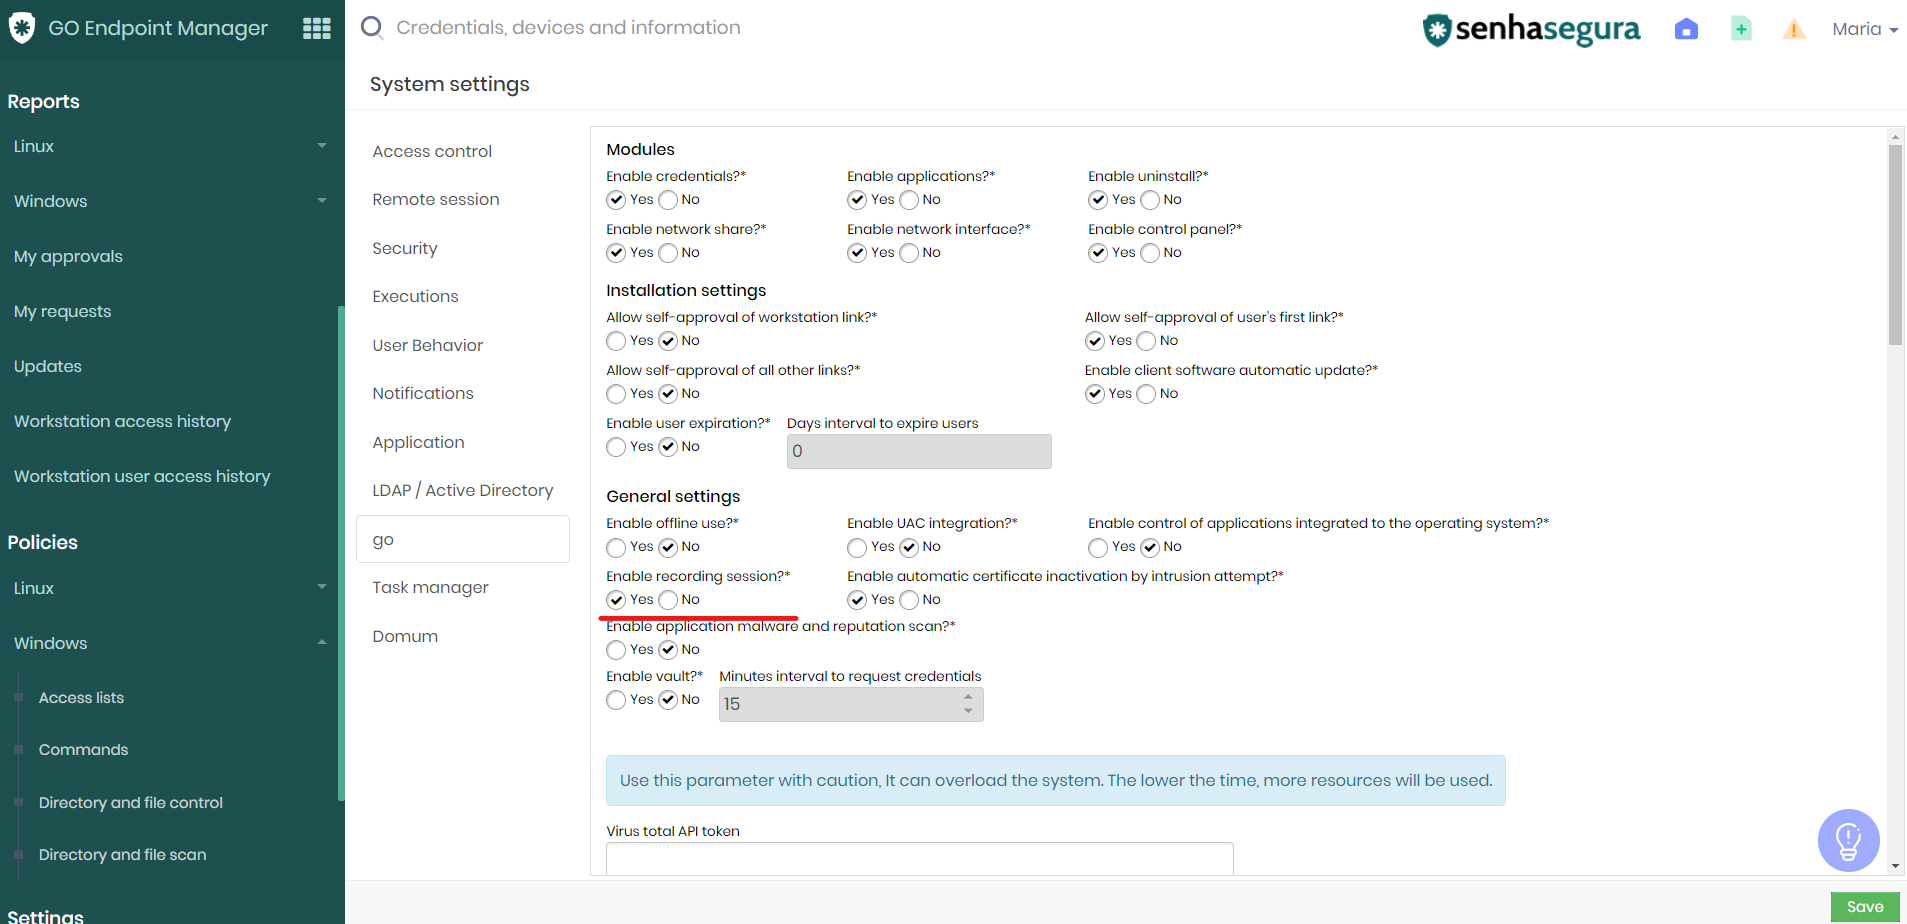 GO Endpoint Manager
Credentials, devices and information
senhasegura
Maria
System settings
Reports
Linux
Windows
My approvals
My requests
Updates
Workstation access history
Workstation user access history
Policies
Linux
Windows
Access lists
Commands
Directory and file control
Directory and file scan
Settings
Access control
Remote session
Security
Executions
User Behavior
Notifications
Application
LDAP / Active Directory
go
Task manager
Domum
Modules
Enable credentials?* Enable applications?* Enable uninstall?*
Yes No Yes No Yes No
Enable network share?* Enable network interface?* Enable control panel?*
Yes No Yes No Yes No
Installation settings
Allow self-approval of workstation link?* Allow self-approval of user's first link?*
Yes No Yes No
Allow self-approval of all other links?* Enable client software automatic update?*
Yes No Yes No
Enable user expiration?* Days interval to expire users
Yes No 0
General settings
Enable offline use?* Enable UAC integration?* Enable control of applications integrated to the operating system?*
Yes No Yes No Yes No
Enable recording session?* Enable automatic certificate inactivation by intrusion attempt?*
Yes No Yes No
Enable application malware and reputation scan?*
Yes No
Enable vault?* Minutes interval to request credentials
Yes No 15
Use this parameter with caution, It can overload the system. The lower the time, more resources will be used.
Virus total API token
Save